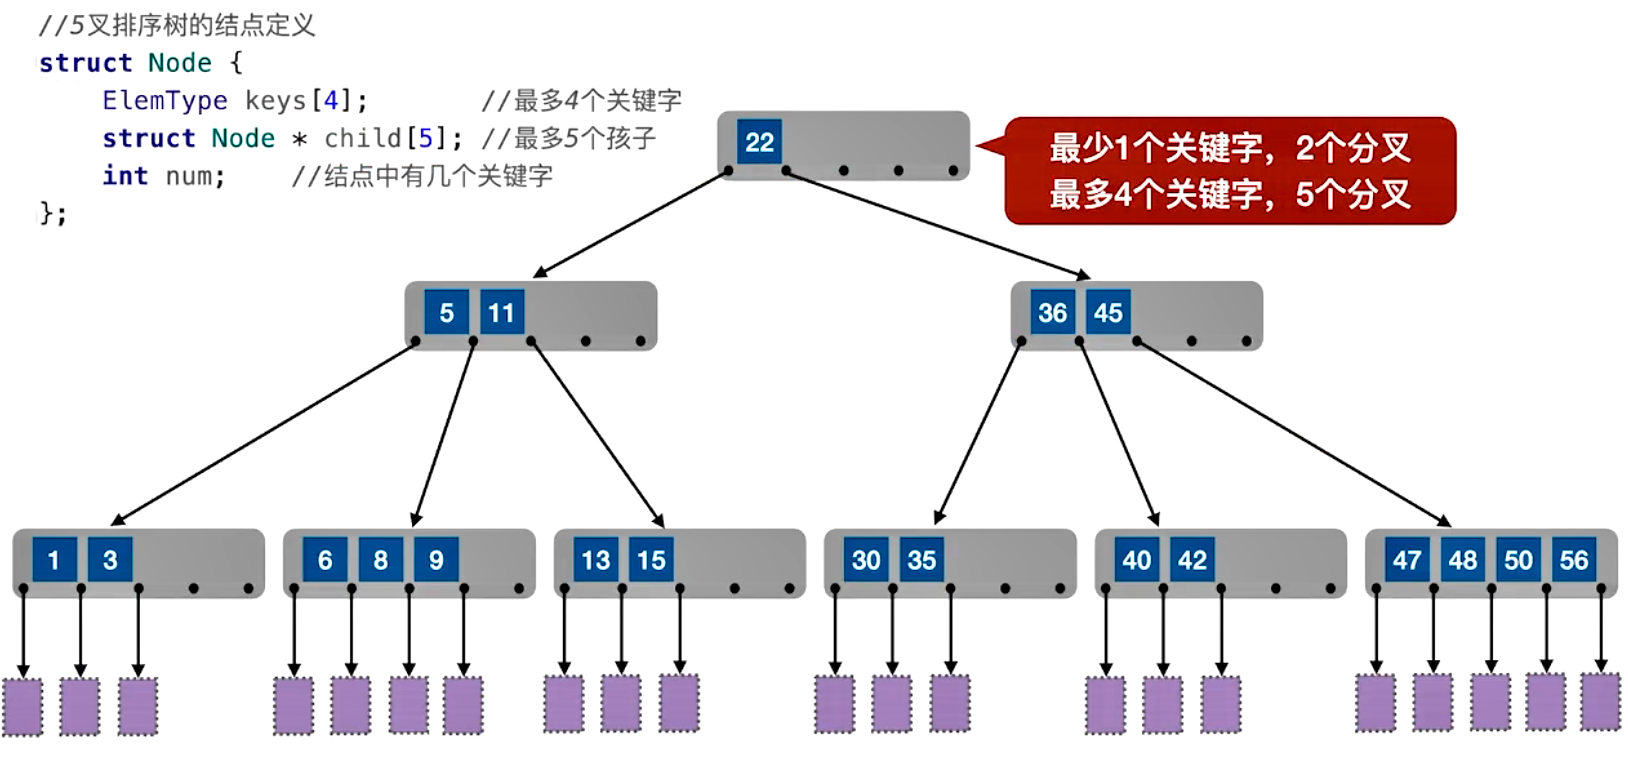 //5叉排序树的结点定义
struct Node {
ElemType keys[4]; //最多4个关键字
struct Node * child[5]; //最多5个孩子
int num; //结点中有几个关键字
};
22
最少1个关键字，2个分叉
最多4个关键字，5个分叉
5 11
36 45
1 3
6 8 9
13 15
30 35
40 42
47 48 50 56